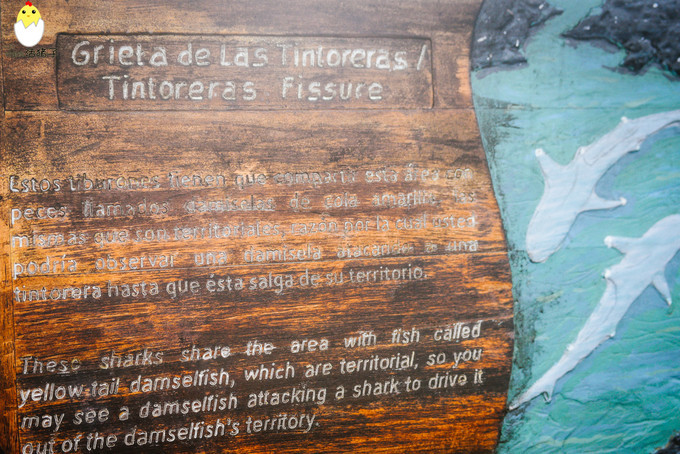 Grieta de Las Tintoreras /
Tintoreras Fissure
Estos tiburones tienen que compartir esta área con
peces llamados damiselas de cola amarilla, las
mismas que son territoriales, razón por la cual usted
podría observar una damisela atacando a una
tintorera hasta que ésta salga de su territorio.
These sharks share the area with fish called
yellow-tail damselfish, which are territorial, so you
may see a damselfish attacking a shark to drive it
out of the damselfish's territory.